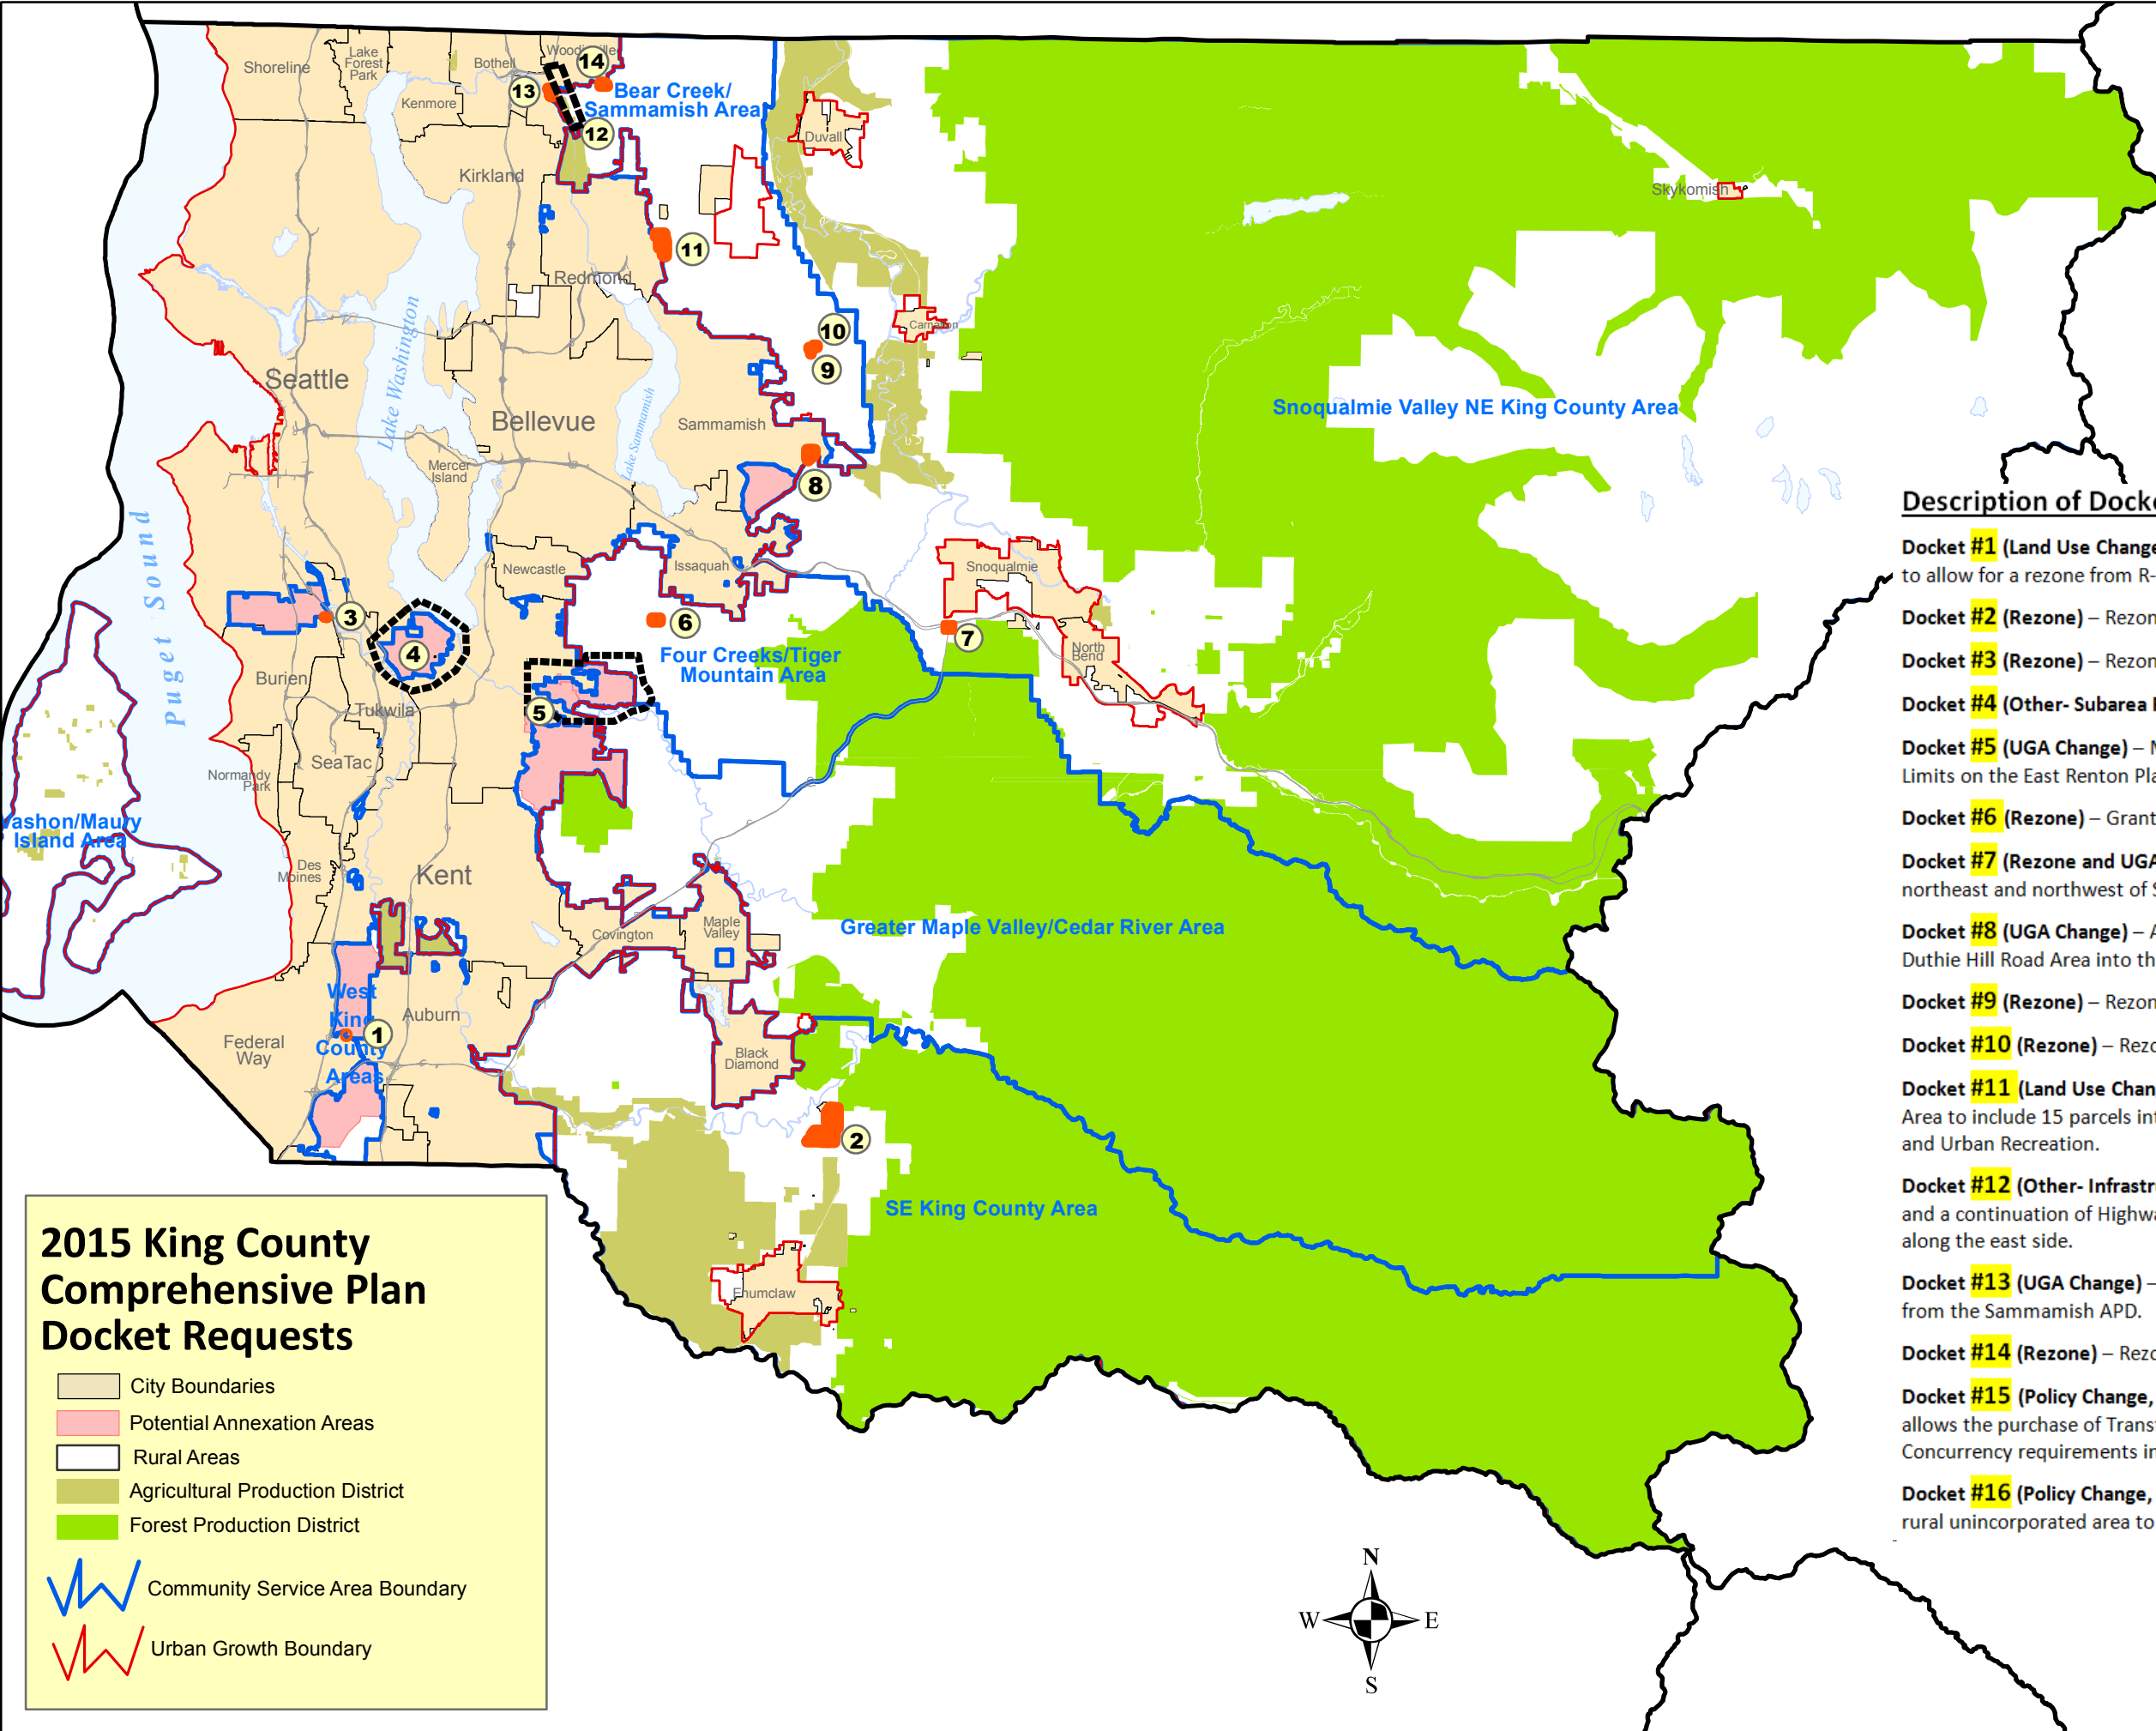 Shoreline
Lake
Forest
Park
Bothell
Kenmore
14
13
12
Bear Creek/
Sammamish Area
Duvall
Kirkland
Skykomish
11
Redmond
10
Carnation
9
Seattle
Lake Washington
Bellevue
Lake Sammamish
Sammamish
Snoqualmie Valley NE King County Area
Mercer
Island
8
Puget Sound
Newcastle
Issaquah
Snoqualmie
3
4
6
7
Four Creeks/Tiger
Mountain Area
North
Bend
Burien
Tukwila
5
SeaTac
Normandy
Park
Vashon/Maury
Island Area
Des
Moines
Kent
Covington
Maple
Valley
Greater Maple Valley/Cedar River Area
West
King
County
Areas
1
Auburn
Federal
Way
Black
Diamond
2
SE King County Area
Enumclaw
2015 King County
Comprehensive Plan
Docket Requests
City Boundaries
Potential Annexation Areas
Rural Areas
Agricultural Production District
Forest Production District
Community Service Area Boundary
Urban Growth Boundary
N
W E
S
Description of Docke
Docket #1 (Land Use Change
to allow for a rezone from R-
Docket #2 (Rezone) – Rezon
Docket #3 (Rezone) – Rezon
Docket #4 (Other- Subarea
Docket #5 (UGA Change) – M
Limits on the East Renton Pla
Docket #6 (Rezone) – Grant
Docket #7 (Rezone and UGA
northeast and northwest of S
Docket #8 (UGA Change) – A
Duthie Hill Road Area into th
Docket #9 (Rezone) – Rezon
Docket #10 (Rezone) – Rezo
Docket #11 (Land Use Chan
Area to include 15 parcels int
and Urban Recreation.
Docket #12 (Other- Infrastr
and a continuation of Highwa
along the east side.
Docket #13 (UGA Change) –
from the Sammamish APD.
Docket #14 (Rezone) – Rezo
Docket #15 (Policy Change,
allows the purchase of Trans
Concurrency requirements in
Docket #16 (Policy Change,
rural unincorporated area to